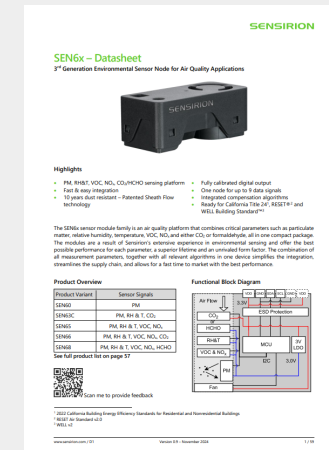 SENSIRION
SEN6x – Datasheet
3rd Generation Environmental Sensor Node for Air Quality Applications
SENSIRION
Highlights
• PM, RH&T, VOC, NOx, CO2/HCHO sensing platform
• Fast & easy integration
• 10 years dust resistant – Patented Sheath Flow
technology
• Fully calibrated digital output
• One node for up to 9 data signals
• Integrated compensation algorithms
• Ready for California Title 24¹, RESET®,² and
WELL Building Standard™³
The SEN6x sensor module family is an air quality platform that combines critical parameters such as particulate
matter, relative humidity, temperature, VOC, NOx and either CO2 or formaldehyde, all in one compact package.
The modules are a result of Sensirion's extensive experience in environmental sensing and offer the best
possible performance for each parameter, a superior lifetime and an unvaried form factor. The combination of
all measurement parameters, together with all relevant algorithms in one device simplifies the integration,
streamlines the supply chain, and allows for a fast time to market with the best performance.
Product Overview
Product Variant Sensor Signals
SEN60 PM
SEN63C PM, RH & T, CO2
SEN65 PM, RH & T, VOC, NOx
SEN66 PM, RH & T, VOC, NOx, CO2
SEN68 PM, RH & T, VOC, NOx, HCHO
See full product list on page 57
Scan me to provide feedback
Functional Block Diagram
VDD GND SDA SCL GND VDD
Air Flow
3.3V
ESD Protection
CO2
or
HCHO
RH&T
VOC & NOx
MCU
3V
LDO
PM
I2C
3.0V
Fan
¹ 2022 California Building Energy Efficiency Standards for Residential and Nonresidential Buildings
² RESET Air Standard v2.0
³ WELL v2
www.sensirion.com / D1
Version 0.9 – November 2024
1 / 59